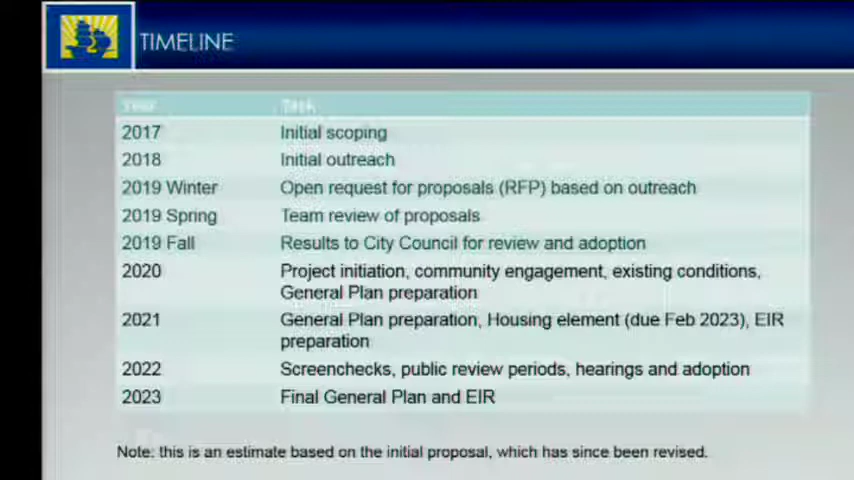 TIMELINE
Year Task
2017 Initial scoping
2018 Initial outreach
2019 Winter Open request for proposals (RFP) based on outreach
2019 Spring Team review of proposals
2019 Fall Results to City Council for review and adoption
2020 Project initiation, community engagement, existing conditions,
General Plan preparation
2021 General Plan preparation, Housing element (due Feb 2023), EIR
preparation
2022 Screenchecks, public review periods, hearings and adoption
2023 Final General Plan and EIR
Note: this is an estimate based on the initial proposal, which has since been revised.